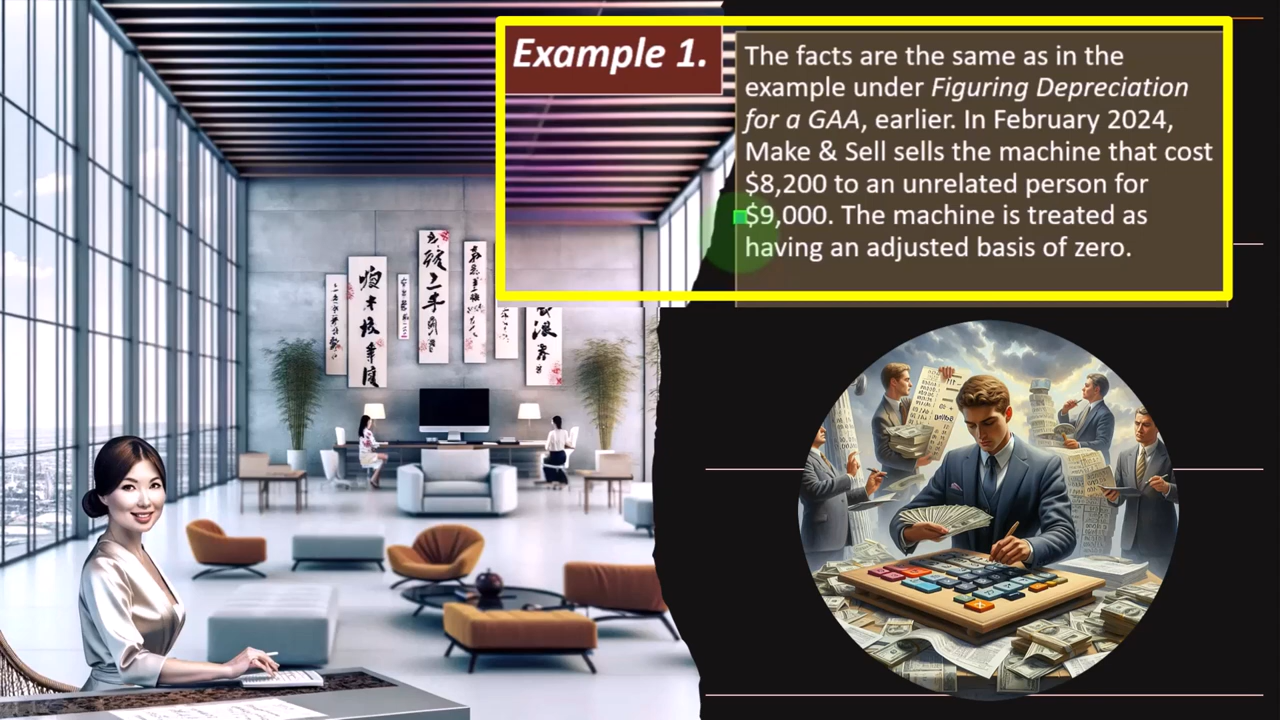 Example 1.
The facts are the same as in the
example under Figuring Depreciation
for a GAA, earlier. In February 2024,
Make & Sell sells the machine that cost
$8,200 to an unrelated person for
$9,000. The machine is treated as
having an adjusted basis of zero.